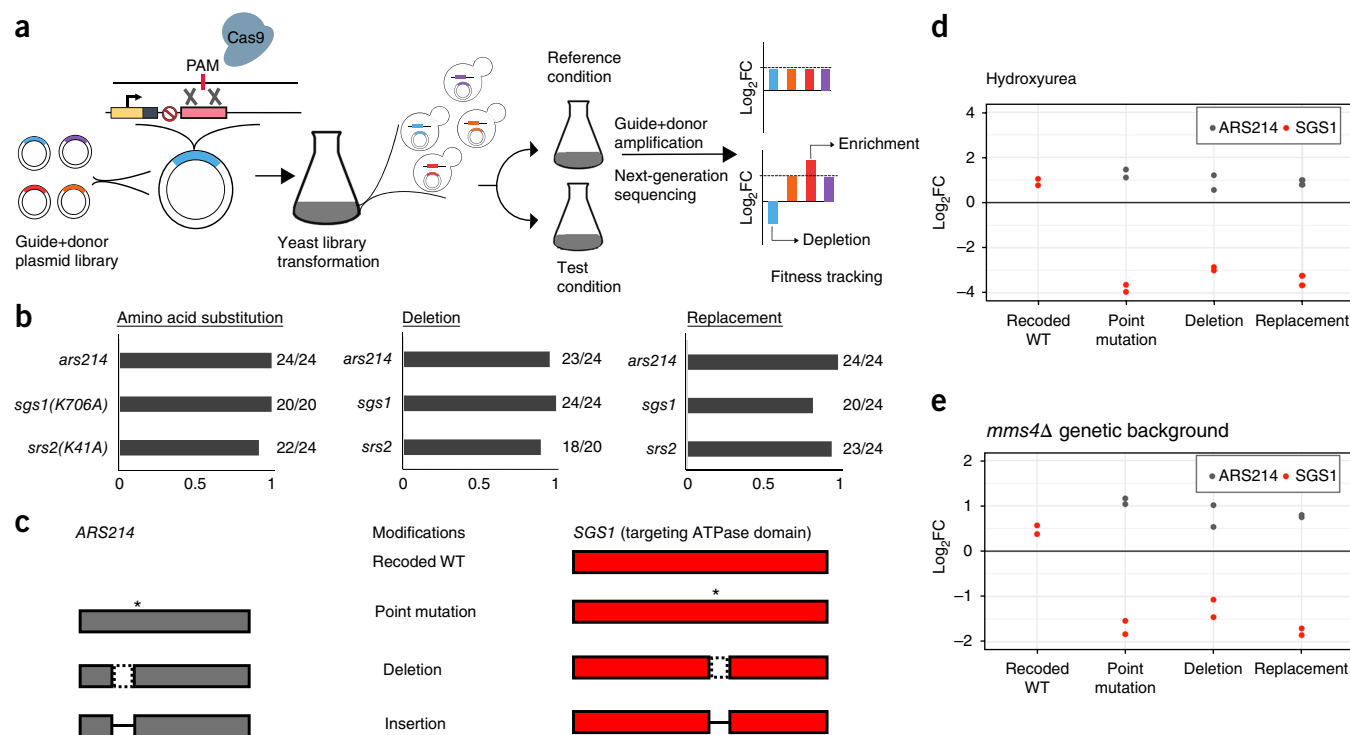 a
Cas9
PAM
Guide+donor
plasmid library
Yeast library
transformation
Reference
condition
Test
condition
Guide+donor
amplification
Next-generation
sequencing
Log2FC
Log2FC
Enrichment
Depletion
Fitness tracking
b
Amino acid substitution
ars214 24/24
sgs1(K706A) 20/20
srs2(K41A) 22/24
0 0.5 1
Deletion
ars214 23/24
sgs1 24/24
srs2 18/20
0 0.5 1
Replacement
ars214 24/24
sgs1 20/24
srs2 23/24
0 0.5 1
c
ARS214 Modifications SGS1 (targeting ATPase domain)
Recoded WT
* Point mutation *
Deletion
Insertion
d
Hydroxyurea
ARS214 SGS1
Log2FC
4
2
0
−2
−4
Recoded WT
Point mutation
Deletion
Replacement
e
mms4Δ genetic background
ARS214 SGS1
Log2FC
2
1
0
−1
−2
Recoded WT
Point mutation
Deletion
Replacement